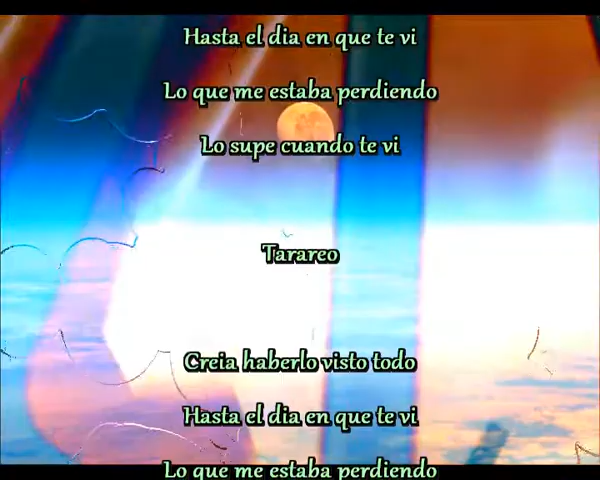 Hasta el dia en que te vi
Lo que me estaba perdiendo
Lo supe cuando te vi
Tarareo
Creia haberlo visto todo
Hasta el dia en que te vi
Lo que me estaba perdiendo